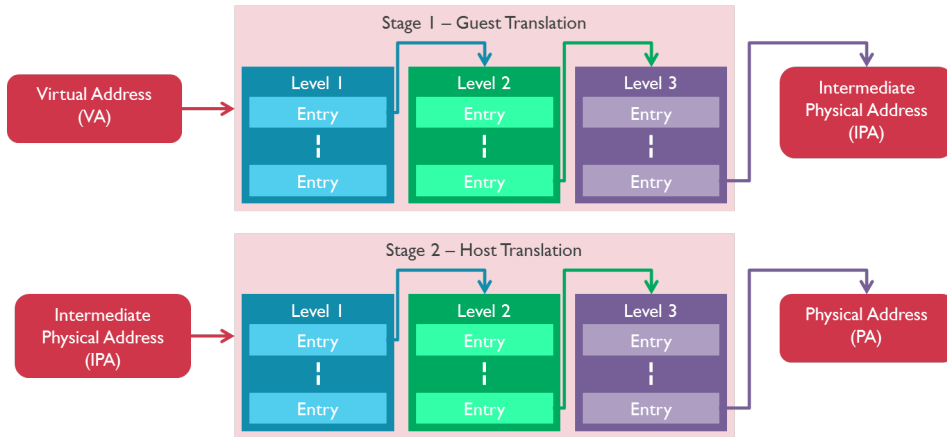 Stage 1 – Guest Translation
Virtual Address
(VA)
Level 1
Entry
Entry
Level 2
Entry
Entry
Level 3
Entry
Entry
Intermediate
Physical Address
(IPA)
Stage 2 – Host Translation
Intermediate
Physical Address
(IPA)
Level 1
Entry
Entry
Level 2
Entry
Entry
Level 3
Entry
Entry
Physical Address
(PA)